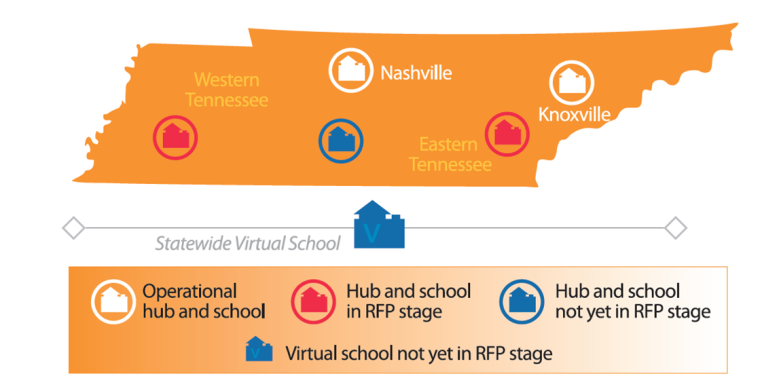 Western
Tennessee
Nashville
Knoxville
Eastern
Tennessee
Statewide Virtual School
V
Operational
hub and school
Hub and school
in RFP stage
Hub and school
not yet in RFP stage
V
Virtual school not yet in RFP stage